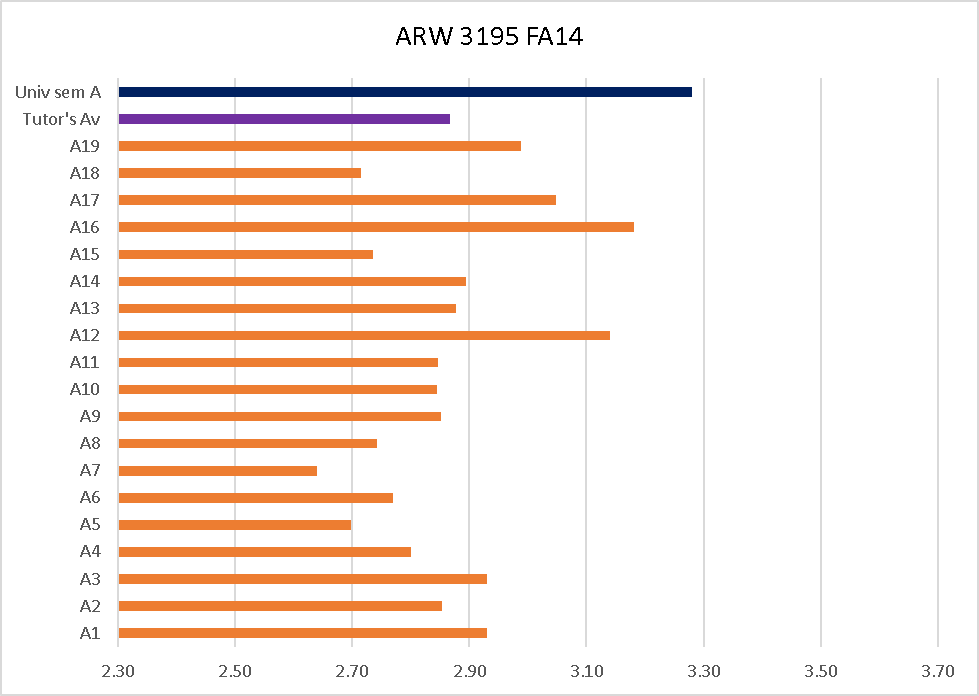 ARW 3195 FA14
Univ sem A
Tutor's Av
A19
A18
A17
A16
A15
A14
A13
A12
A11
A10
A9
A8
A7
A6
A5
A4
A3
A2
A1
2.30 2.50 2.70 2.90 3.10 3.30 3.50 3.70